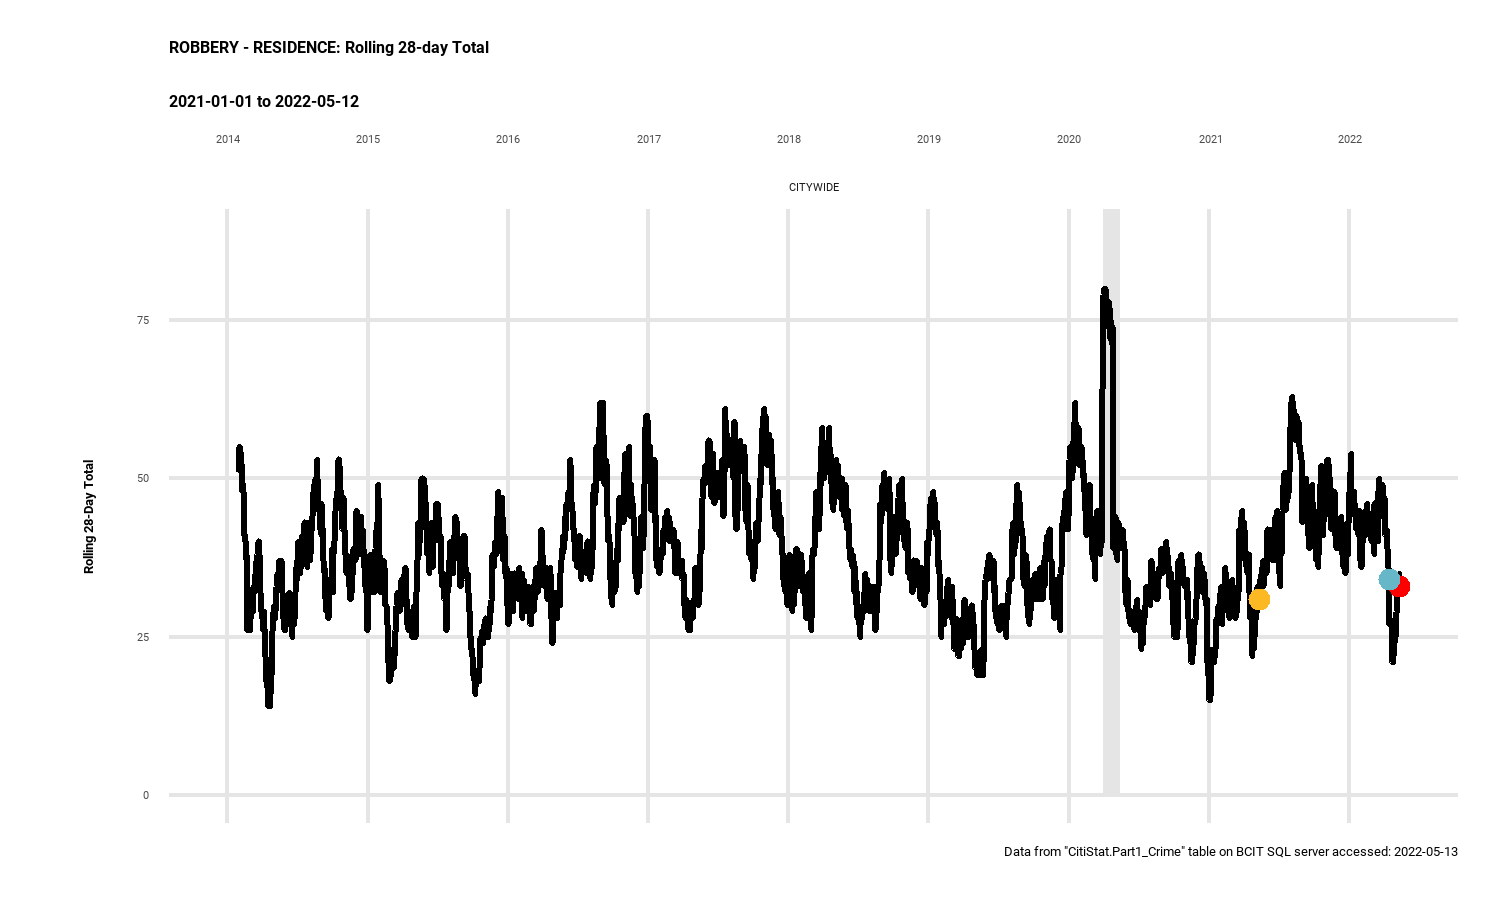 ROBBERY - RESIDENCE: Rolling 28-day Total
2021-01-01 to 2022-05-12
2014 2015 2016 2017 2018 2019 2020 2021 2022
CITYWIDE
75
50
25
0
Rolling 28-Day Total
Data from "CitiStat.Part1_Crime" table on BCIT SQL server accessed: 2022-05-13